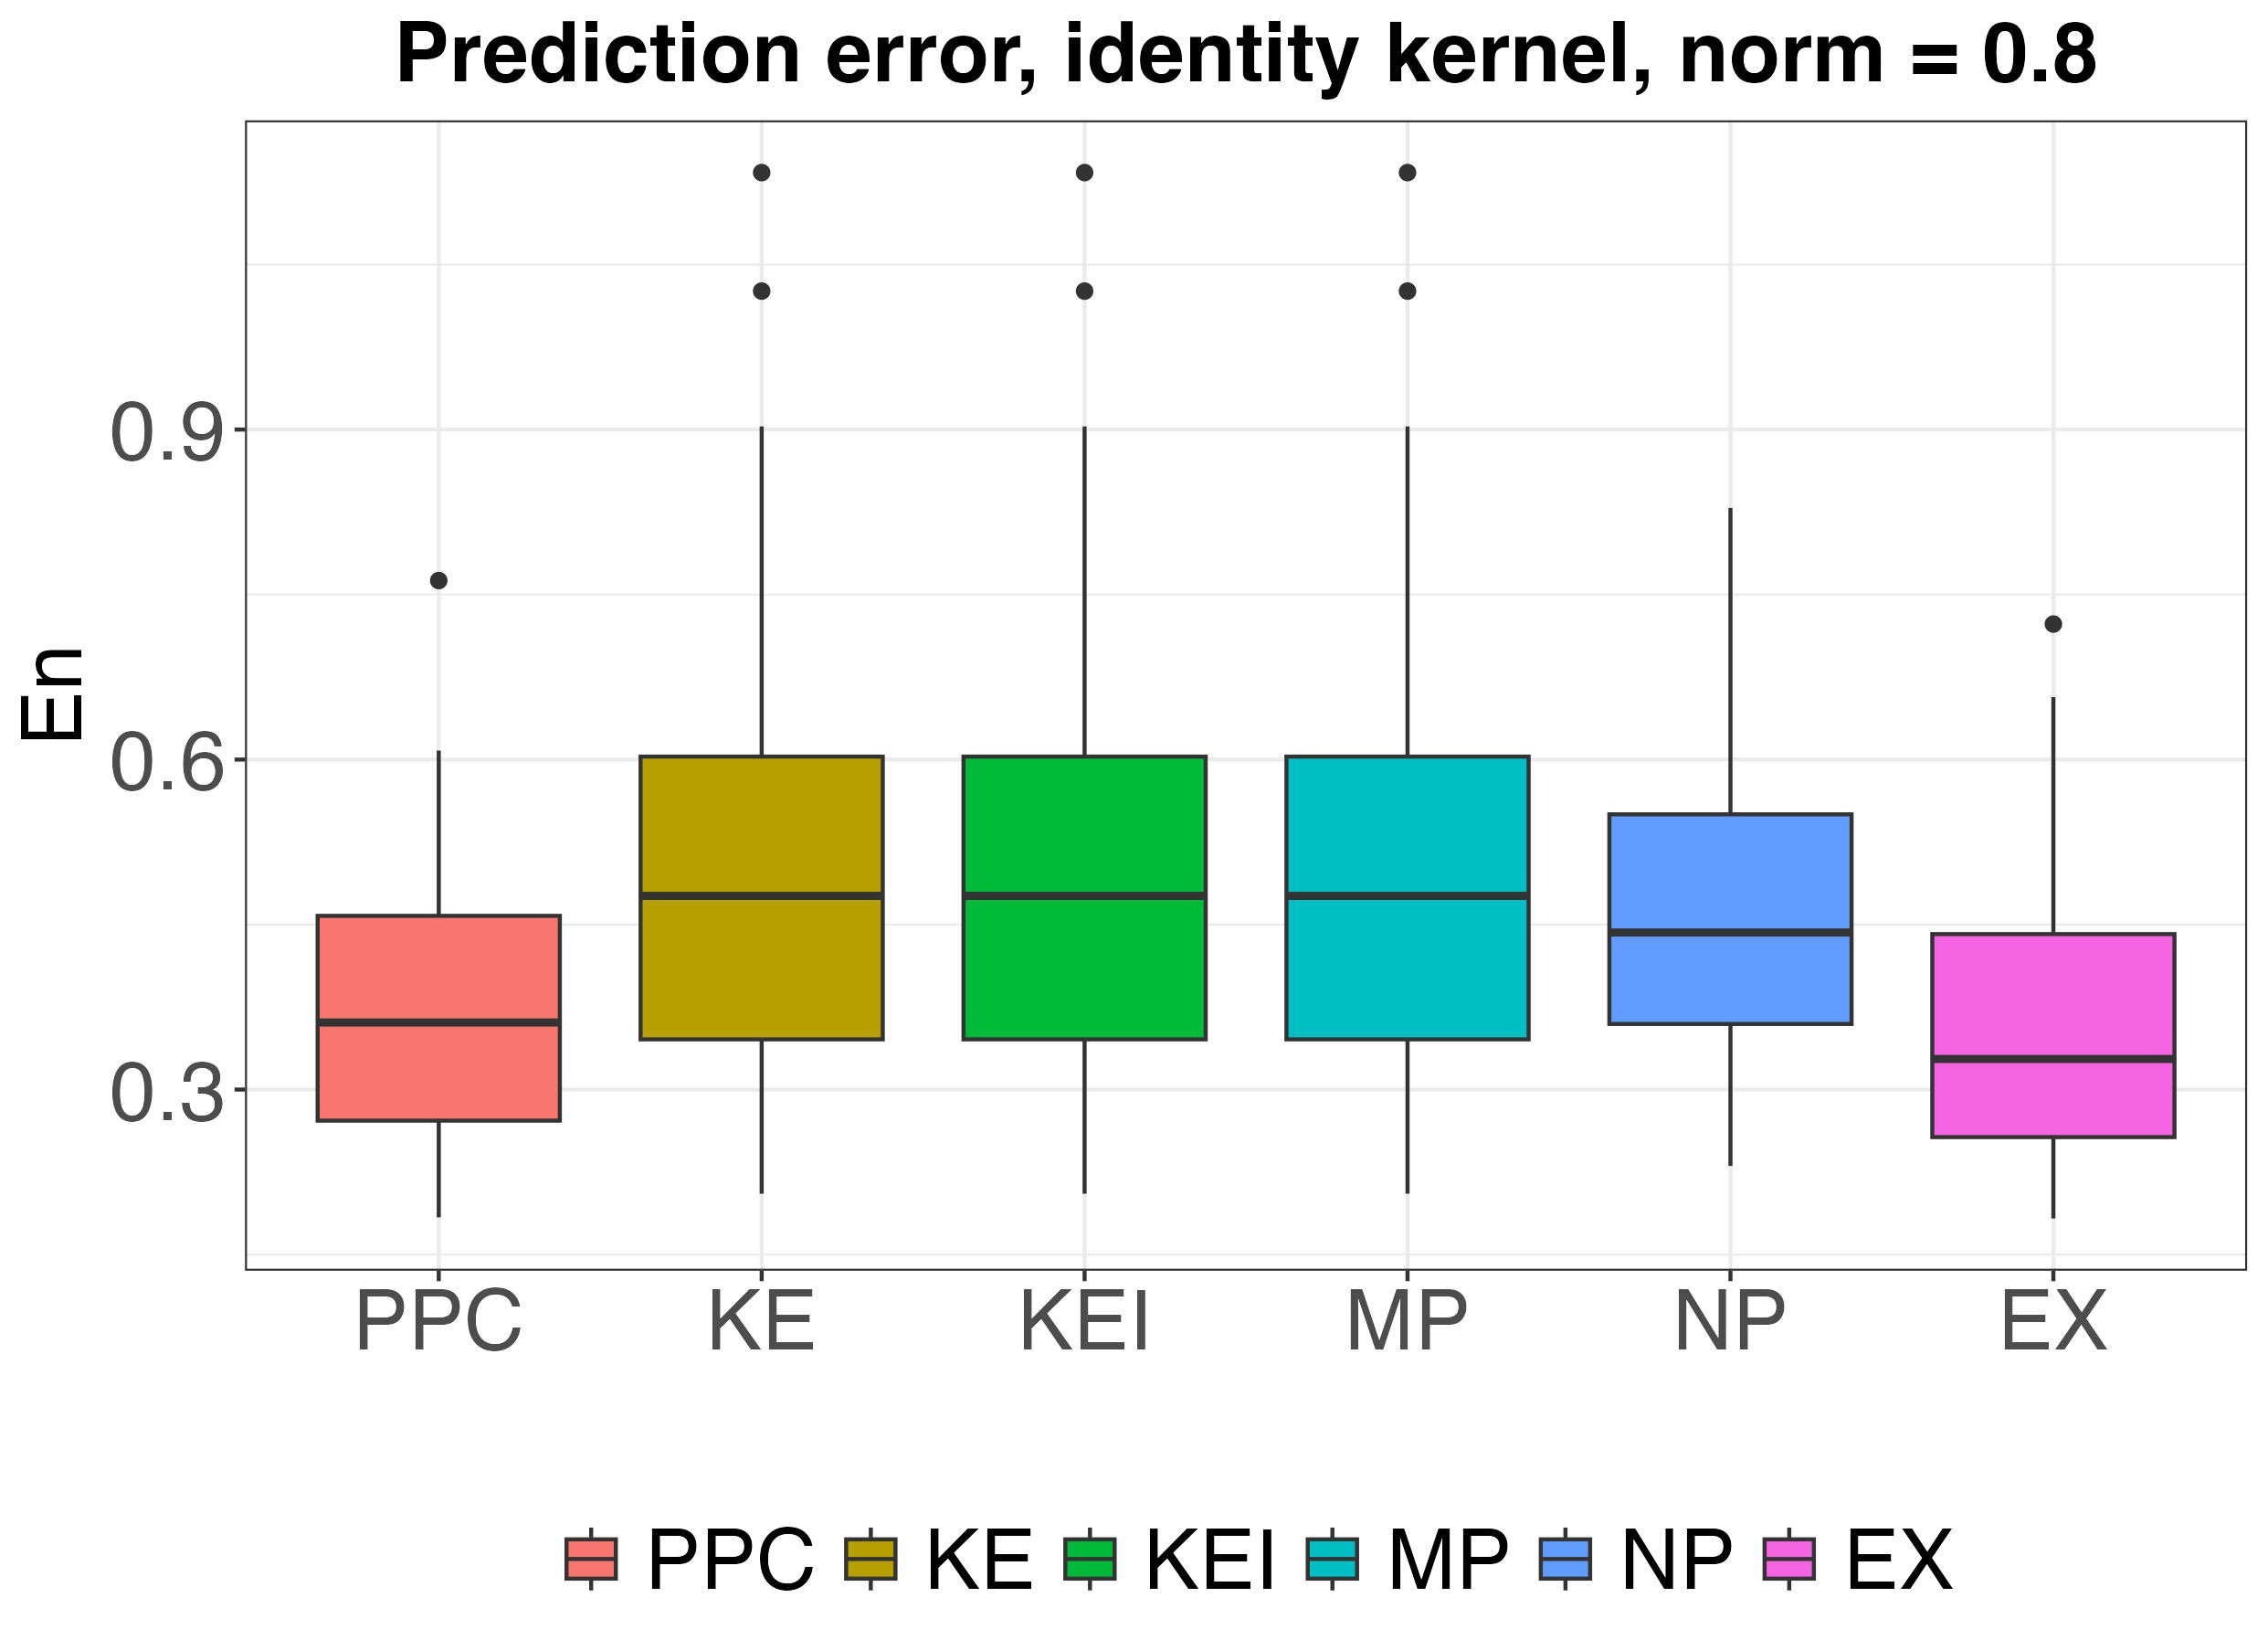 Prediction error, identity kernel, norm = 0.8
En
0.9
0.6
0.3
PPC KE KEI MP NP EX
PPC KE KEI MP NP EX